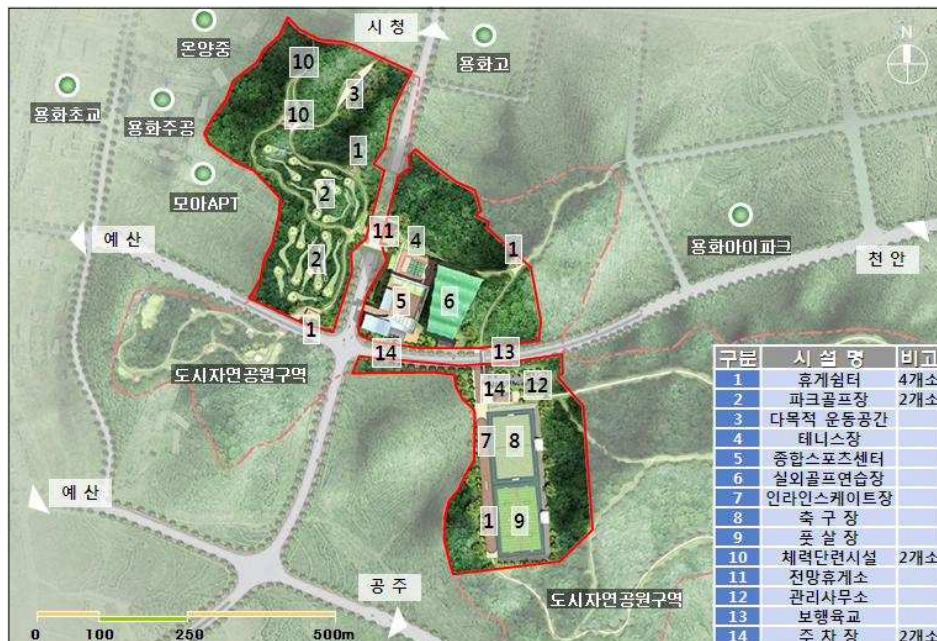 시 청
N
온양중
용화고
10
3
용화초교
용화주공
10
1
모아APT
2
11
4
1
용화아이파크
예 산
천 안
2
5
6
1
14
13
도시자연공원구역
14
12
7
8
예 산
1
9
공 주
도시자연공원구역
0 100 250 500m
구분 시 설 명 비고
1 휴게쉼터 4개소
2 파크골프장 2개소
3 다목적 운동공간
4 테니스장
5 종합스포츠센터
6 실외골프연습장
7 인라인스케이트장
8 축 구 장
9 풋 살 장
10 체력단련시설 2개소
11 전망휴게소
12 관리사무소
13 보행육교
14 주 차 장 2개소